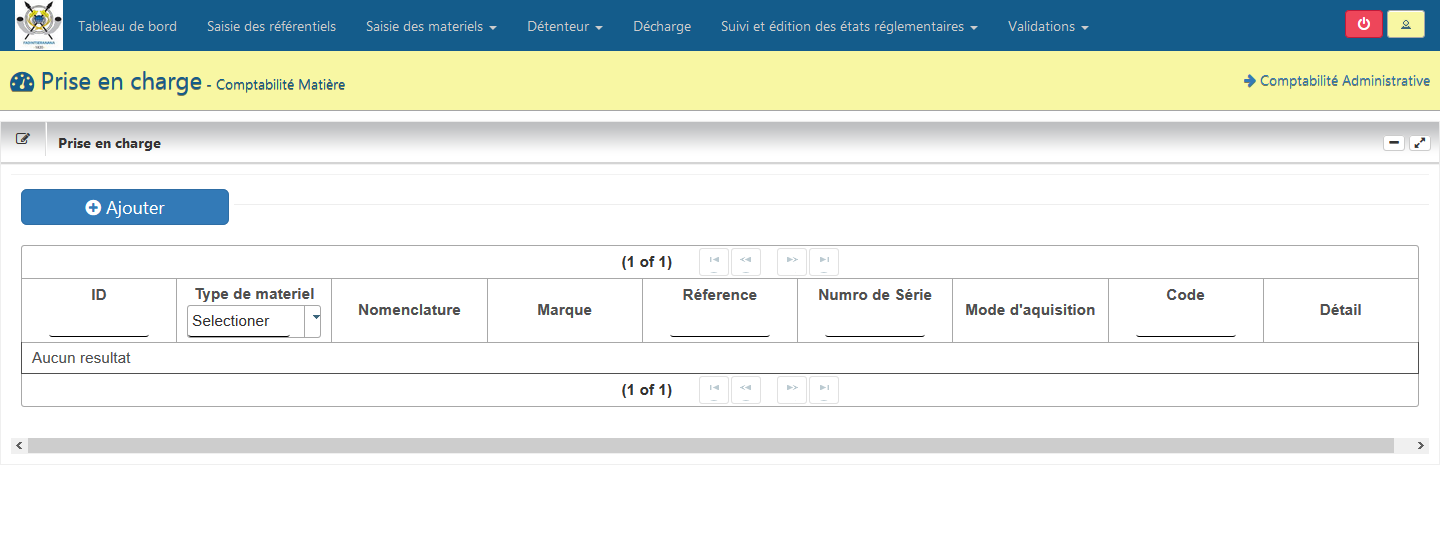 Tableau de bord Saisie des référentiels Saisie des materiels Détenteur Décharge Suivi et édition des états réglementaires Validations
Prise en charge - Comptabilité Matière
Comptabilité Administrative
Prise en charge
Ajouter
(1 of 1)
ID Type de materiel Nomenclature Marque Réference Numro de Série Mode d'aquisition Code Détail
Selectioner
Aucun resultat
(1 of 1)